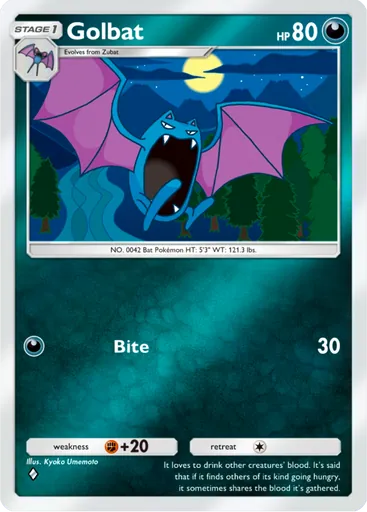 STAGE 1 Golbat HP 80
Evolves from Zubat
NO. 0042 Bat Pokémon HT: 5'3" WT: 121.3 lbs.
Bite 30
weakness +20 retreat
Illus. Kyoko Umemoto
It loves to drink other creatures' blood. It's said
that if it finds others of its kind going hungry,
it sometimes shares the blood it's gathered.